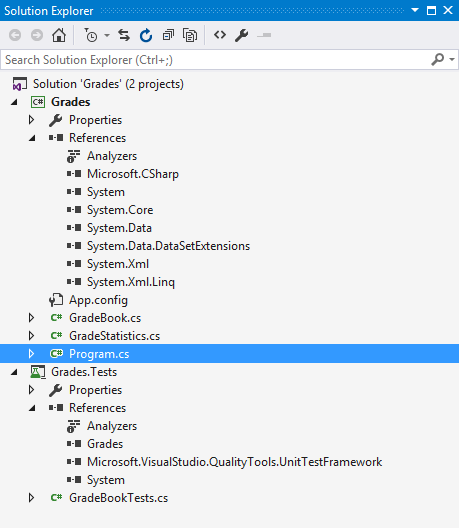 Solution Explorer
Search Solution Explorer (Ctrl+;)
Solution 'Grades' (2 projects)
C# Grades
Properties
References
Analyzers
Microsoft.CSharp
System
System.Core
System.Data
System.Data.DataSetExtensions
System.Xml
System.Xml.Linq
App.config
C# GradeBook.cs
C# GradeStatistics.cs
C# Program.cs
Grades.Tests
Properties
References
Analyzers
Grades
Microsoft.VisualStudio.QualityTools.UnitTestFramework
System
C# GradeBookTests.cs